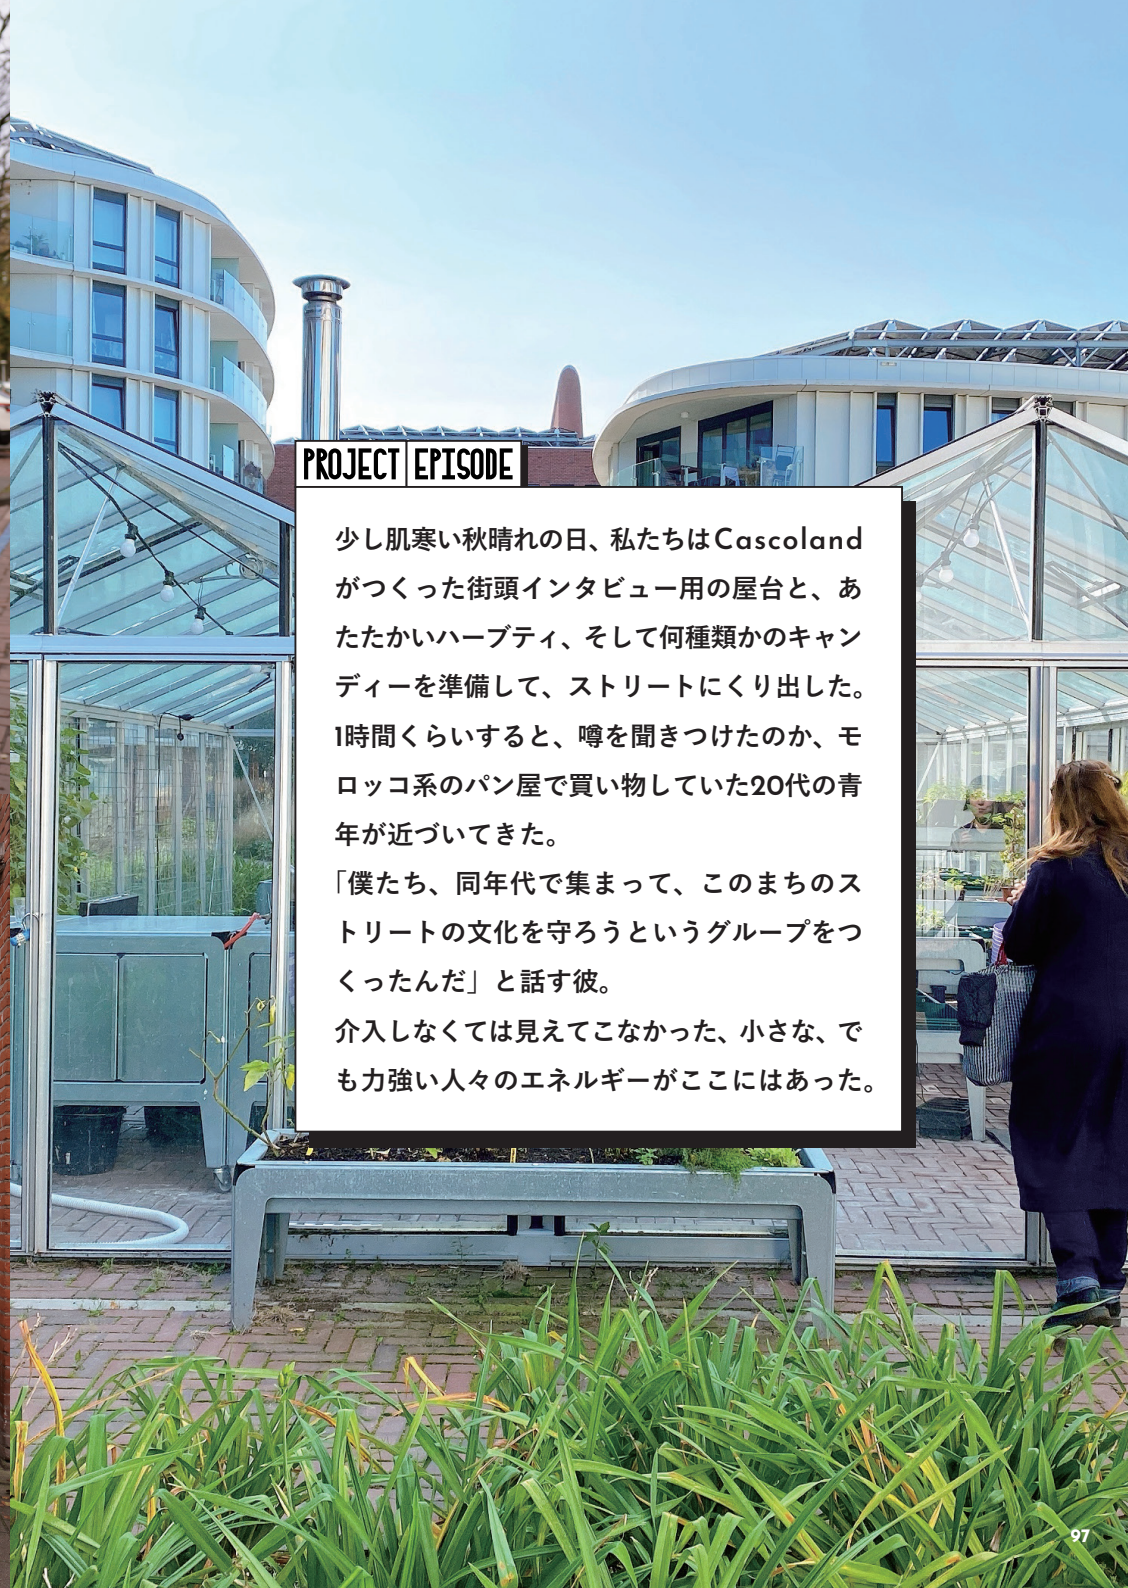 PROJECT EPISODE
少し肌寒い秋晴れの日、私たちはCascoland
がつくった街頭インタビュー用の屋台と、あ
たたかいハーブティ、そして何種類かのキャン
ディーを準備して、ストリートにくり出した。
1時間くらいすると、噂を聞きつけたのか、モ
ロッコ系のパン屋で買い物していた20代の青
年が近づいてきた。
「僕たち、同年代で集まって、このまちのス
トリートの文化を守ろうというグループをつ
くったんだ」と話す彼。
介入しなくては見えてこなかった、小さな、で
も力強い人々のエネルギーがここにはあった。
97